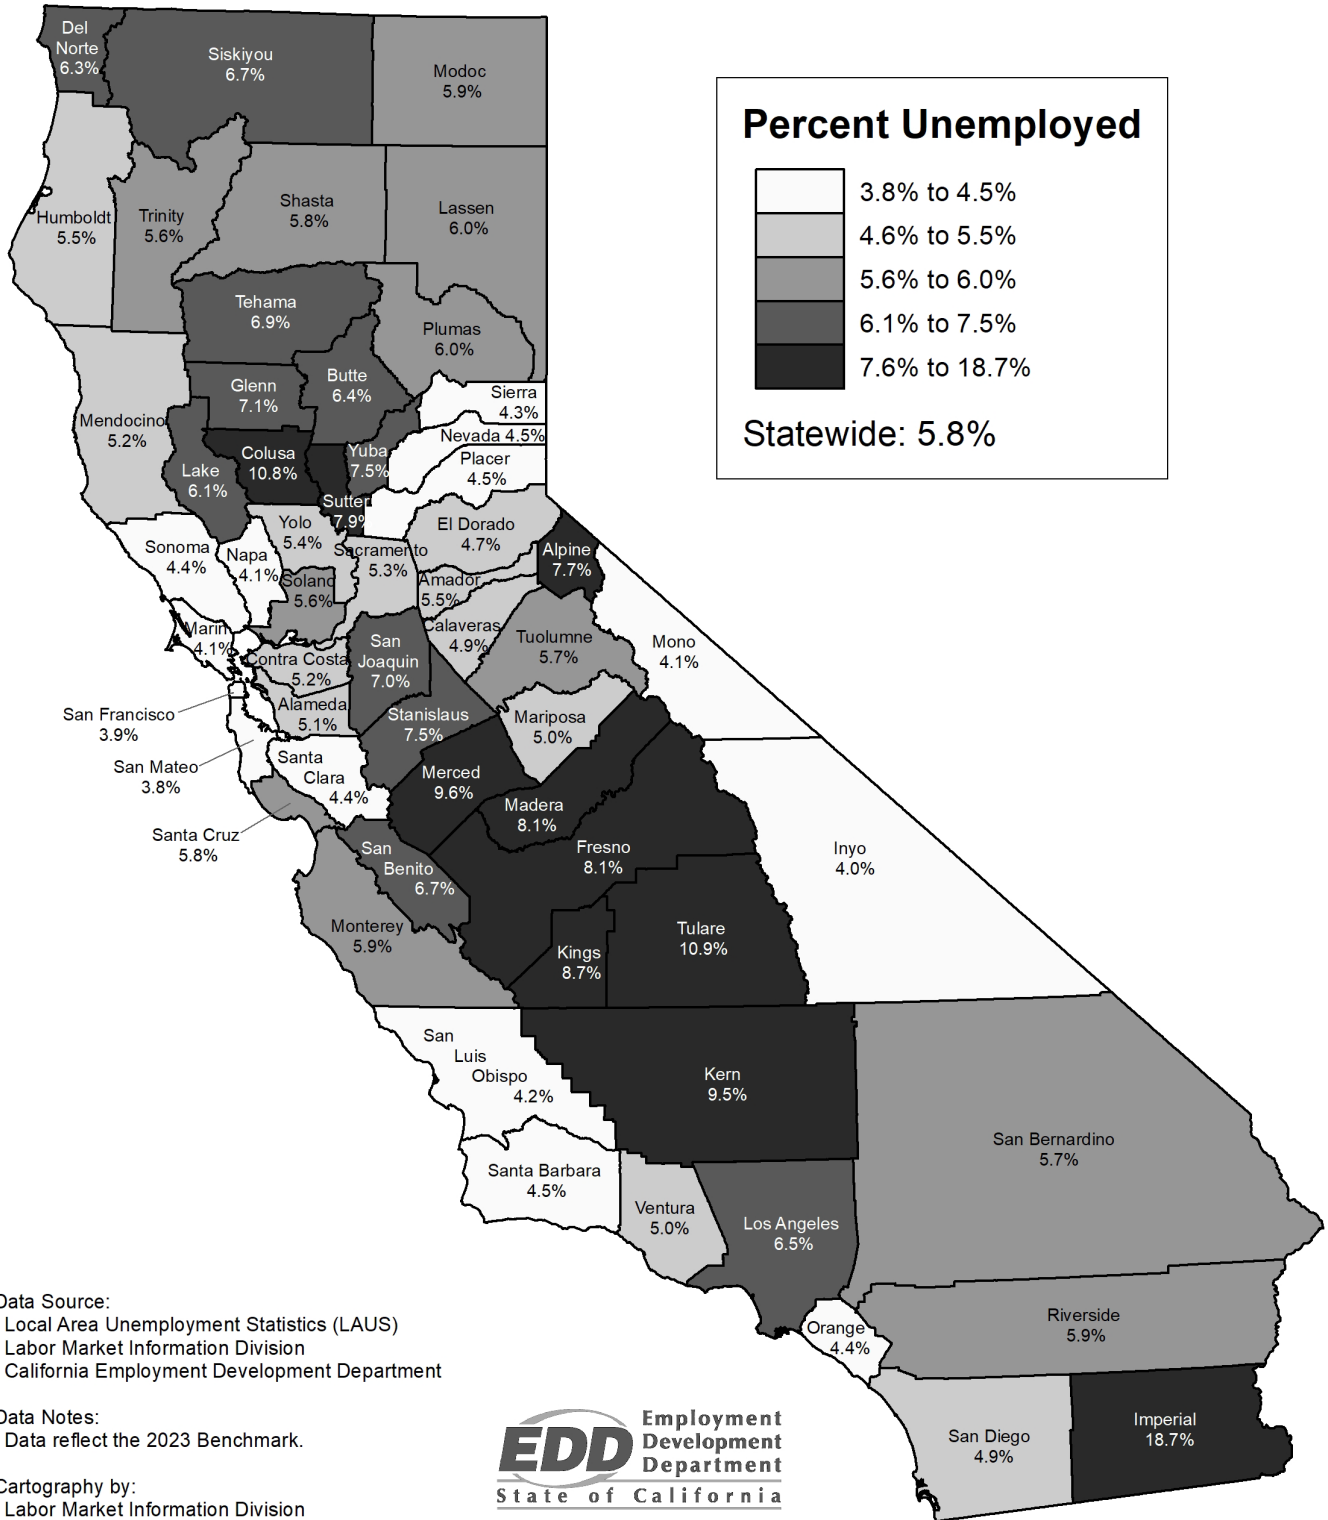 Del
Norte
6.3%
Siskiyou
6.7%
Modoc
5.9%
Percent Unemployed
3.8% to 4.5%
4.6% to 5.5%
5.6% to 6.0%
6.1% to 7.5%
7.6% to 18.7%
Statewide: 5.8%
Humboldt
5.5%
Trinity
5.6%
Shasta
5.8%
Lassen
6.0%
Tehama
6.9%
Plumas
6.0%
Glenn
7.1%
Butte
6.4%
Sierra
4.3%
Mendocino
5.2%
Nevada 4.5%
Lake
6.1%
Colusa
10.8%
Yuba
7.5%
Placer
4.5%
Sutter
7.9%
Yolo
5.4%
El Dorado
4.7%
Sonoma
4.4%
Napa
4.1%
Sacramento
5.3%
Alpine
7.7%
Solano
5.6%
Amador
5.5%
Marin
4.1%
Calaveras
4.9%
Tuolumne
5.7%
Mono
4.1%
Contra Costa
5.2%
San
Joaquin
7.0%
Alameda
5.1%
San Francisco
3.9%
Stanislaus
7.5%
Mariposa
5.0%
San Mateo
3.8%
Santa
Clara
4.4%
Merced
9.6%
Madera
8.1%
Santa Cruz
5.8%
San
Benito
6.7%
Fresno
8.1%
Inyo
4.0%
Monterey
5.9%
Kings
8.7%
Tulare
10.9%
San
Luis
Obispo
4.2%
Kern
9.5%
San Bernardino
5.7%
Santa Barbara
4.5%
Ventura
5.0%
Los Angeles
6.5%
Orange
4.4%
Riverside
5.9%
San Diego
4.9%
Imperial
18.7%
Data Source:
Local Area Unemployment Statistics (LAUS)
Labor Market Information Division
California Employment Development Department
Data Notes:
Data reflect the 2023 Benchmark.
Cartography by:
Labor Market Information Division
EDD
Employment
Development
Department
State of California